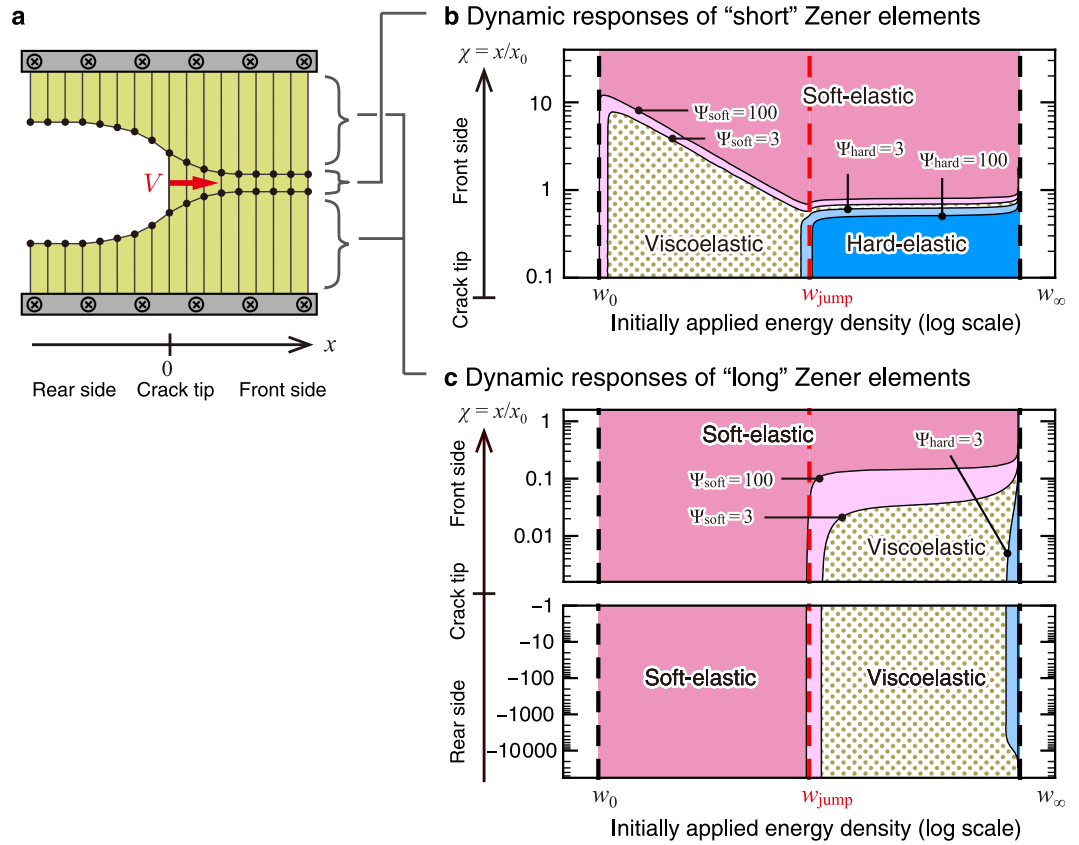 a
V
x
0
Rear side
Crack tip
Front side
b Dynamic responses of “short” Zener elements
χ = x/x₀
Front side
Crack tip
10
1
0.1
Soft-elastic
Ψsoft = 100
Ψsoft = 3
Ψhard = 3
Ψhard = 100
Viscoelastic
Hard-elastic
w₀
wjump
w∞
Initially applied energy density (log scale)
c Dynamic responses of “long” Zener elements
χ = x/x₀
Front side
Crack tip
Rear side
1
0.1
0.01
Soft-elastic
Ψhard = 3
Ψsoft = 100
Ψsoft = 3
Viscoelastic
-1
-10
-100
-1000
-10000
Soft-elastic
Viscoelastic
w₀
wjump
w∞
Initially applied energy density (log scale)